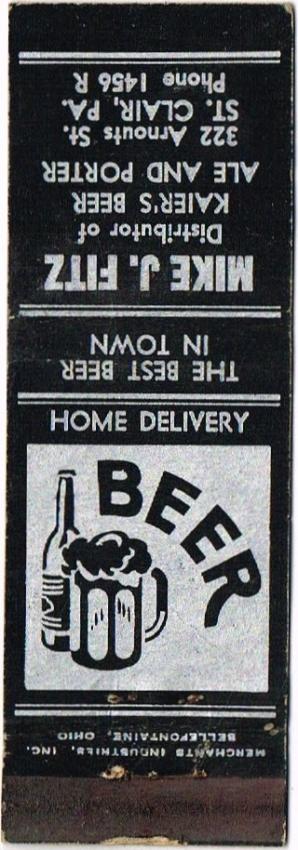 MIKE J. FITZ
Distributor of
KAIER'S BEER
ALE AND PORTER
322 Arnouts St.
ST. CLAIR, PA.
Phone 1456 R
THE BEST BEER
IN TOWN
HOME DELIVERY
BEER
MERCHANTS INDUSTRIES, INC.
BELLEFONTAINE, OHIO